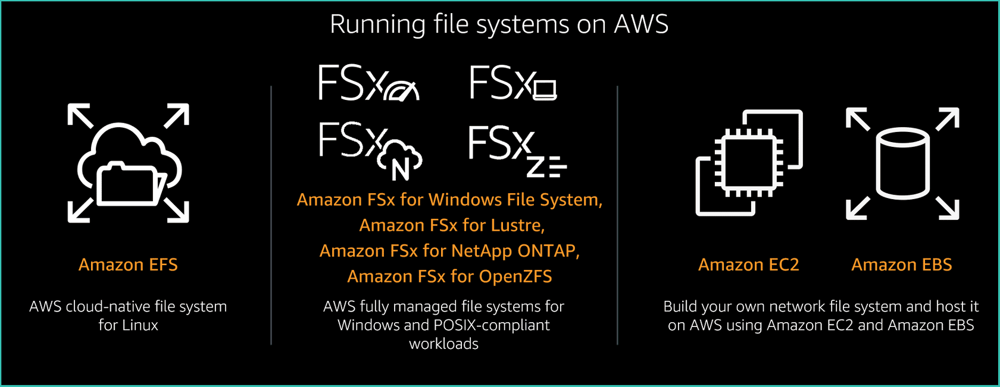 Running file systems on AWS
FSx
FSx
FSx
N
FSx
Z
Amazon EFS
AWS cloud-native file system
for Linux
Amazon FSx for Windows File System,
Amazon FSx for Lustre,
Amazon FSx for NetApp ONTAP,
Amazon FSx for OpenZFS
AWS fully managed file systems for
Windows and POSIX-compliant
workloads
Amazon EC2
Amazon EBS
Build your own network file system and host it
on AWS using Amazon EC2 and Amazon EBS